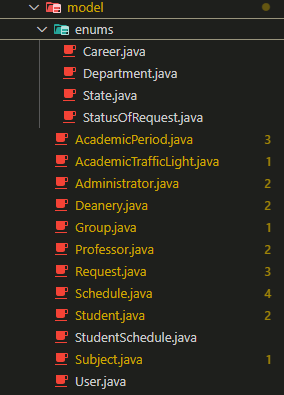 model
enums
Career.java
Department.java
State.java
StatusOfRequest.java
AcademicPeriod.java 3
AcademicTrafficLight.java 1
Administrator.java 2
Deanery.java 2
Group.java 1
Professor.java 2
Request.java 3
Schedule.java 4
Student.java 2
StudentSchedule.java
Subject.java 1
User.java